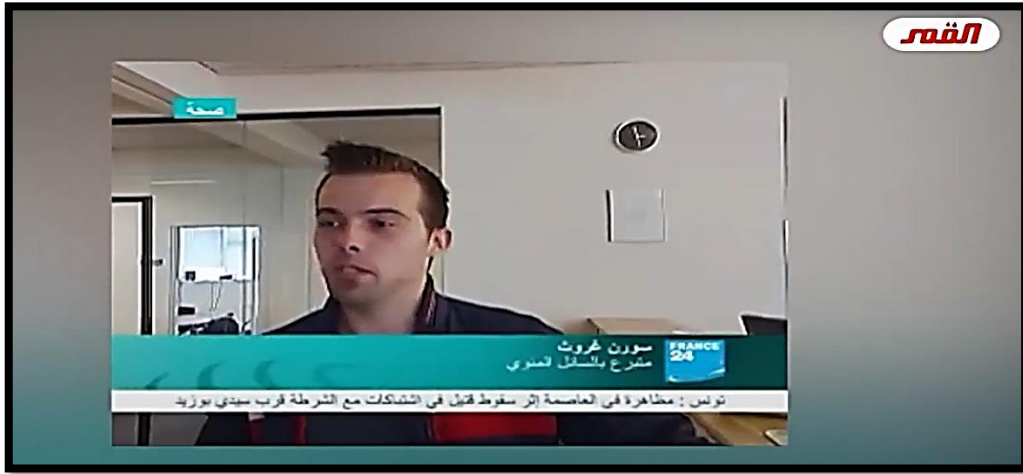 القمر
صحة
سورن غروث
متبرع بالسائل المنوي
FRANCE
24
تونس : مظاهرة في العاصمة إثر سقوط قتيل في اشتباكات مع الشرطة قرب سيدي بوزيد